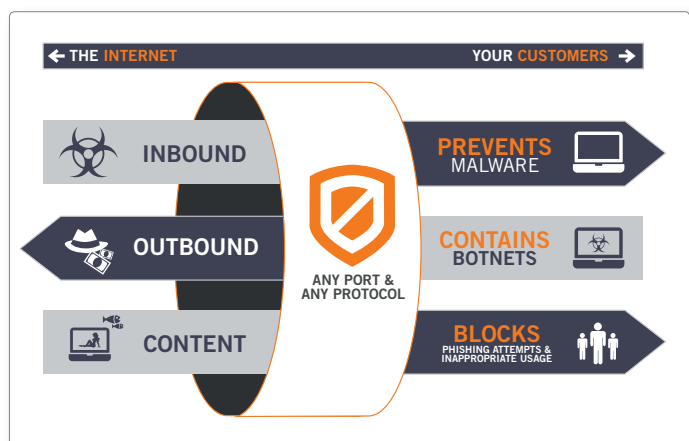 THE INTERNET
YOUR CUSTOMERS
INBOUND
PREVENTS
MALWARE
OUTBOUND
ANY PORT &
ANY PROTOCOL
CONTAINS
BOTNETS
CONTENT
BLOCKS
PHISHING ATTEMPTS &
INAPPROPRIATE USAGE